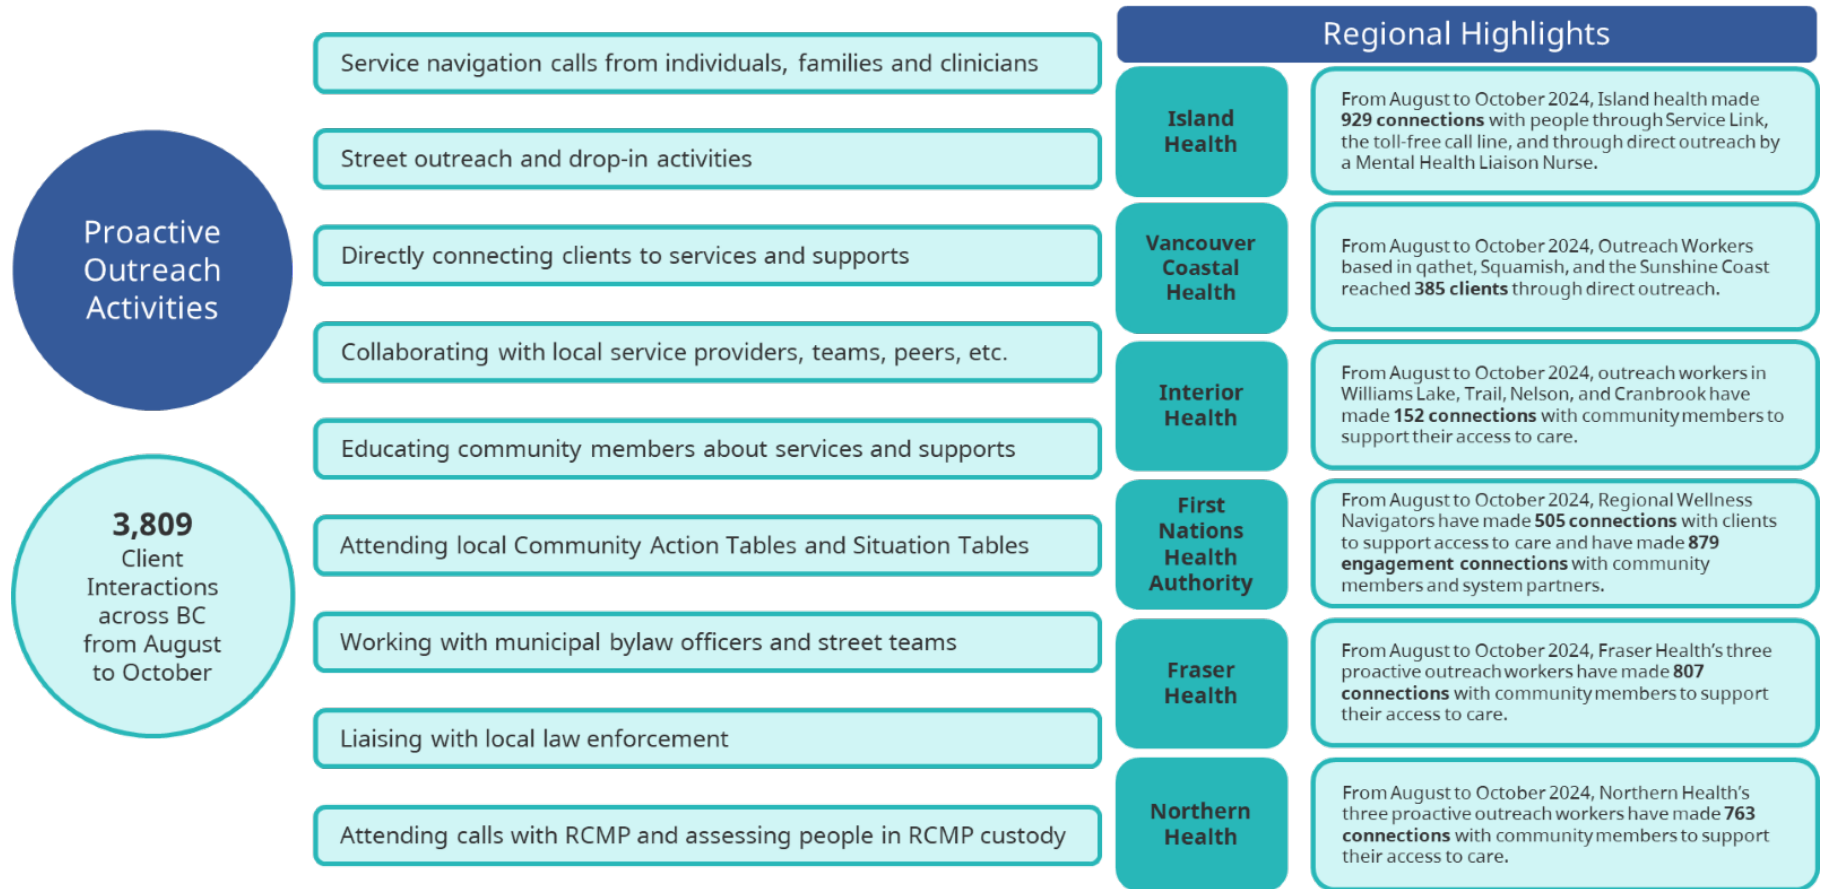 Proactive
Outreach
Activities
3,809
Client
Interactions
across BC
from August
to October
Service navigation calls from individuals, families and clinicians
Street outreach and drop-in activities
Directly connecting clients to services and supports
Collaborating with local service providers, teams, peers, etc.
Educating community members about services and supports
Attending local Community Action Tables and Situation Tables
Working with municipal bylaw officers and street teams
Liaising with local law enforcement
Attending calls with RCMP and assessing people in RCMP custody
Regional Highlights
Island
Health
From August to October 2024, Island health made
929 connections with people through Service Link,
the toll-free call line, and through direct outreach by
a Mental Health Liaison Nurse.
Vancouver
Coastal
Health
From August to October 2024, Outreach Workers
based in qathet, Squamish, and the Sunshine Coast
reached 385 clients through direct outreach.
Interior
Health
From August to October 2024, outreach workers in
Williams Lake, Trail, Nelson, and Cranbrook have
made 152 connections with community members to
support their access to care.
First
Nations
Health
Authority
From August to October 2024, Regional Wellness
Navigators have made 505 connections with clients
to support access to care and have made 879
engagement connections with community
members and system partners.
Fraser
Health
From August to October 2024, Fraser Health's three
proactive outreach workers have made 807
connections with community members to support
their access to care.
Northern
Health
From August to October 2024, Northern Health's
three proactive outreach workers have made 763
connections with community members to support
their access to care.